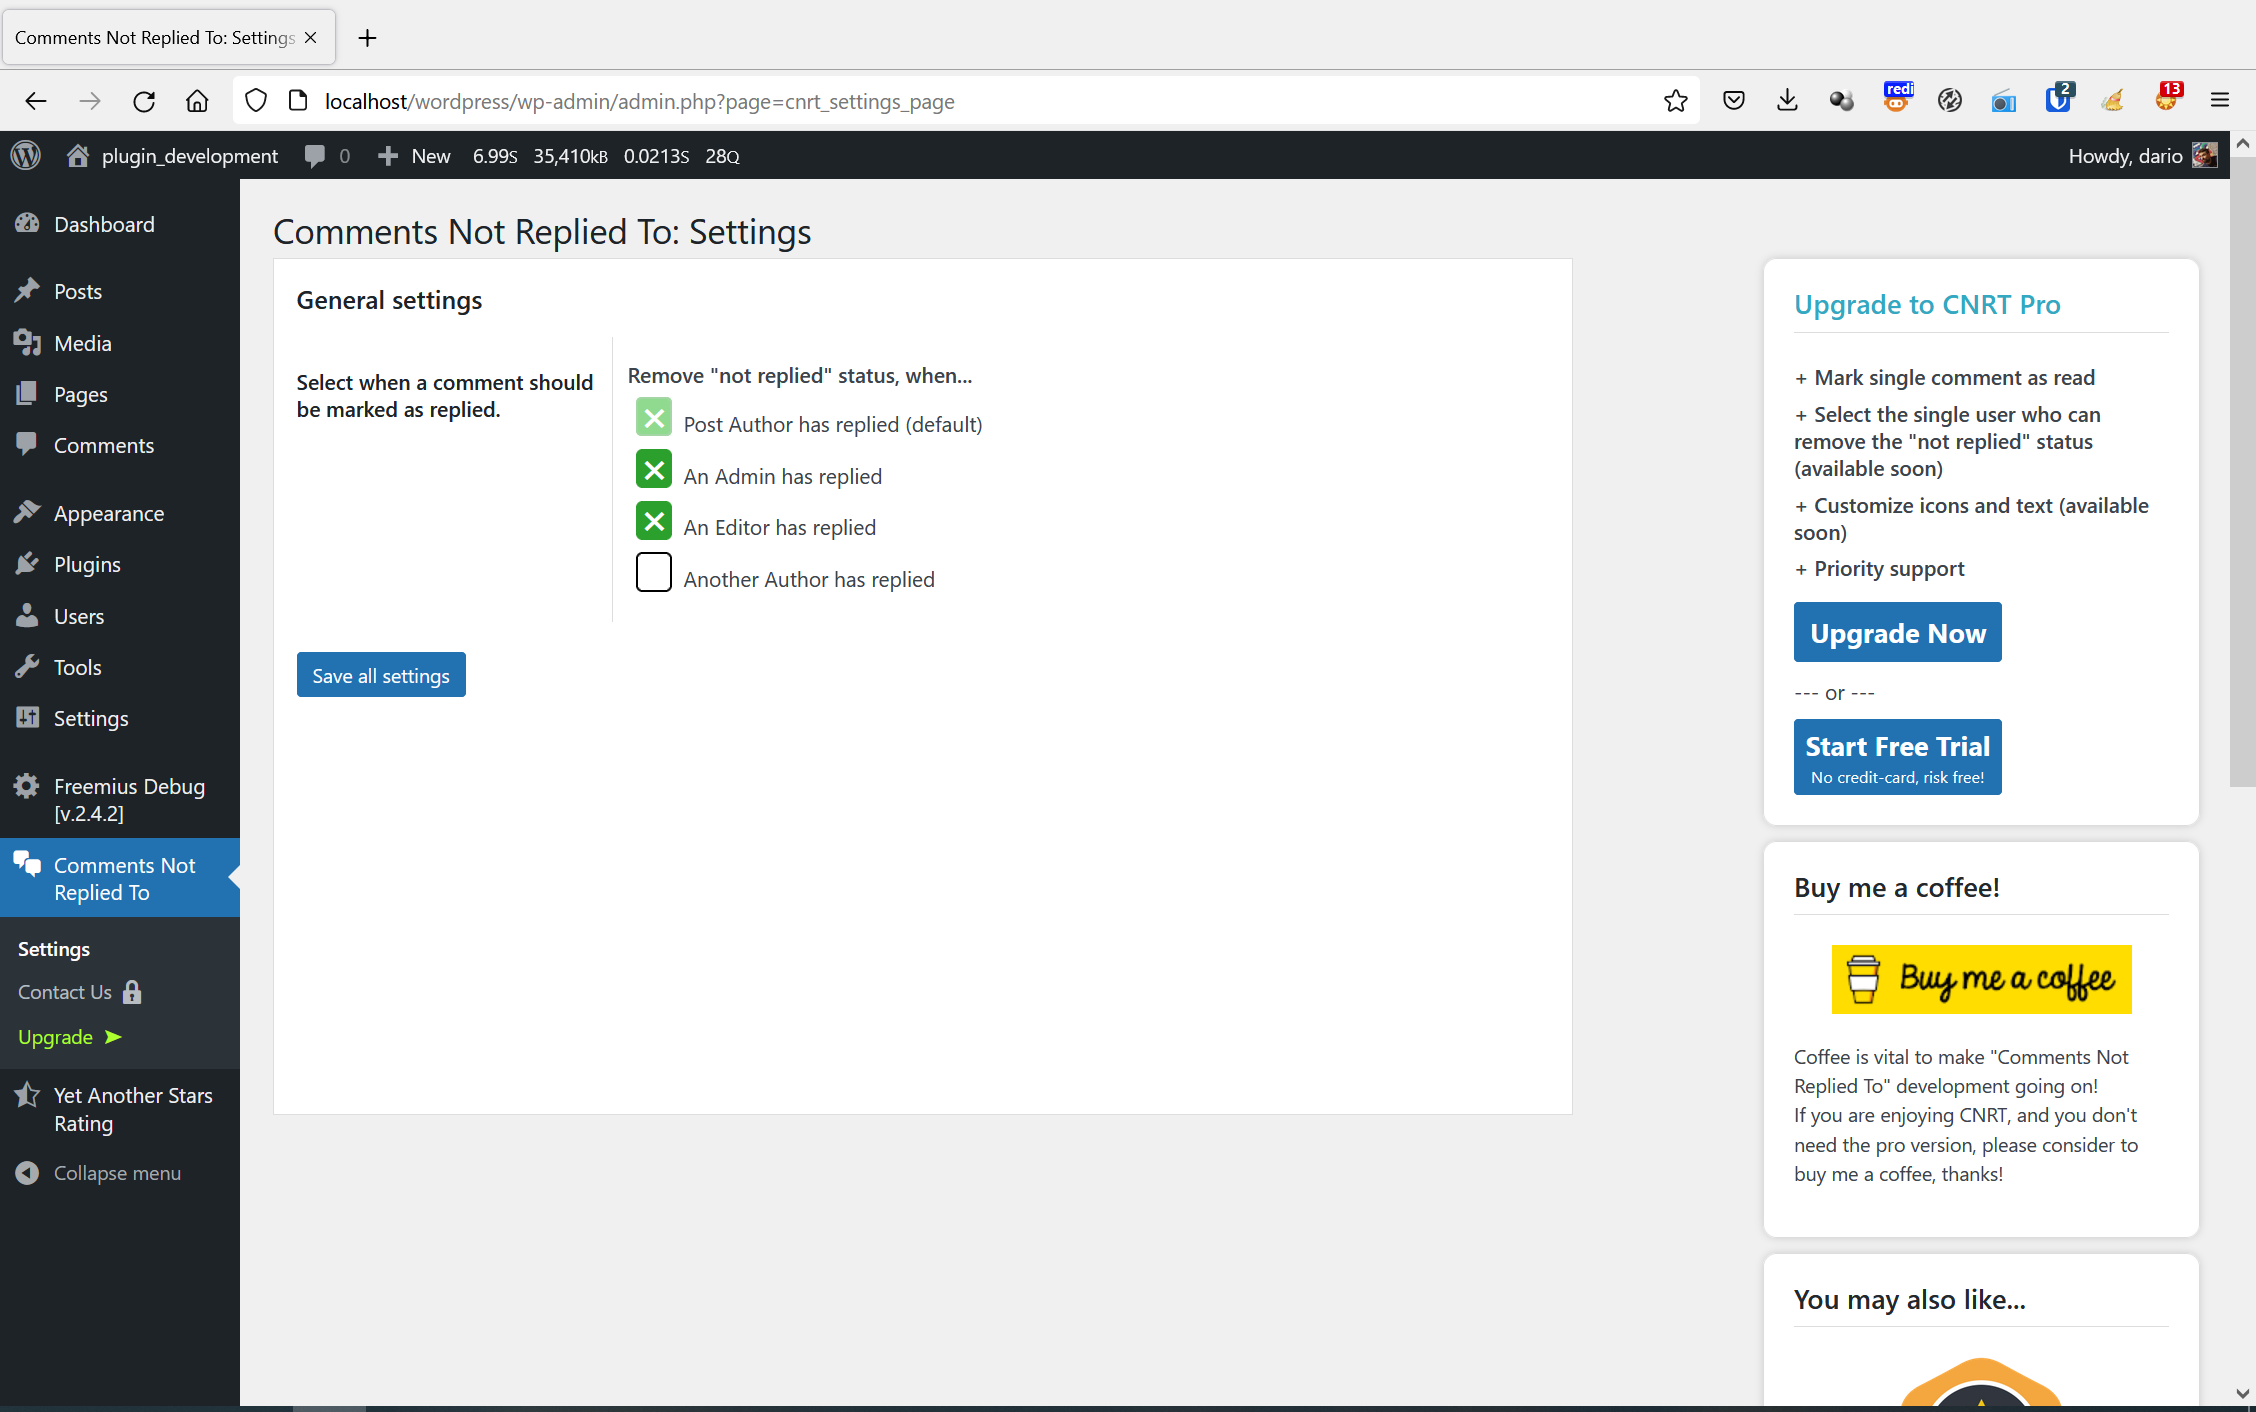 Comments Not Replied To: Settings
localhost/wordpress/wp-admin/admin.php?page=cnrt_settings_page
redi
2
13
plugin_development
0
New
6.99S
35,410KB
0.0213S
28Q
Howdy, dario
Dashboard
Posts
Media
Pages
Comments
Appearance
Plugins
Users
Tools
Settings
Freemius Debug
[v.2.4.2]
Comments Not
Replied To
Settings
Contact Us
Upgrade ➤
Yet Another Stars
Rating
Collapse menu
Comments Not Replied To: Settings
General settings
Select when a comment should
be marked as replied.
Remove "not replied" status, when...
Post Author has replied (default)
An Admin has replied
An Editor has replied
Another Author has replied
Save all settings
Upgrade to CNRT Pro
+ Mark single comment as read
+ Select the single user who can
remove the "not replied" status
(available soon)
+ Customize icons and text (available
soon)
+ Priority support
Upgrade Now
--- or ---
Start Free Trial
No credit-card, risk free!
Buy me a coffee!
Buy me a coffee
Coffee is vital to make "Comments Not
Replied To" development going on!
If you are enjoying CNRT, and you don't
need the pro version, please consider to
buy me a coffee, thanks!
You may also like...